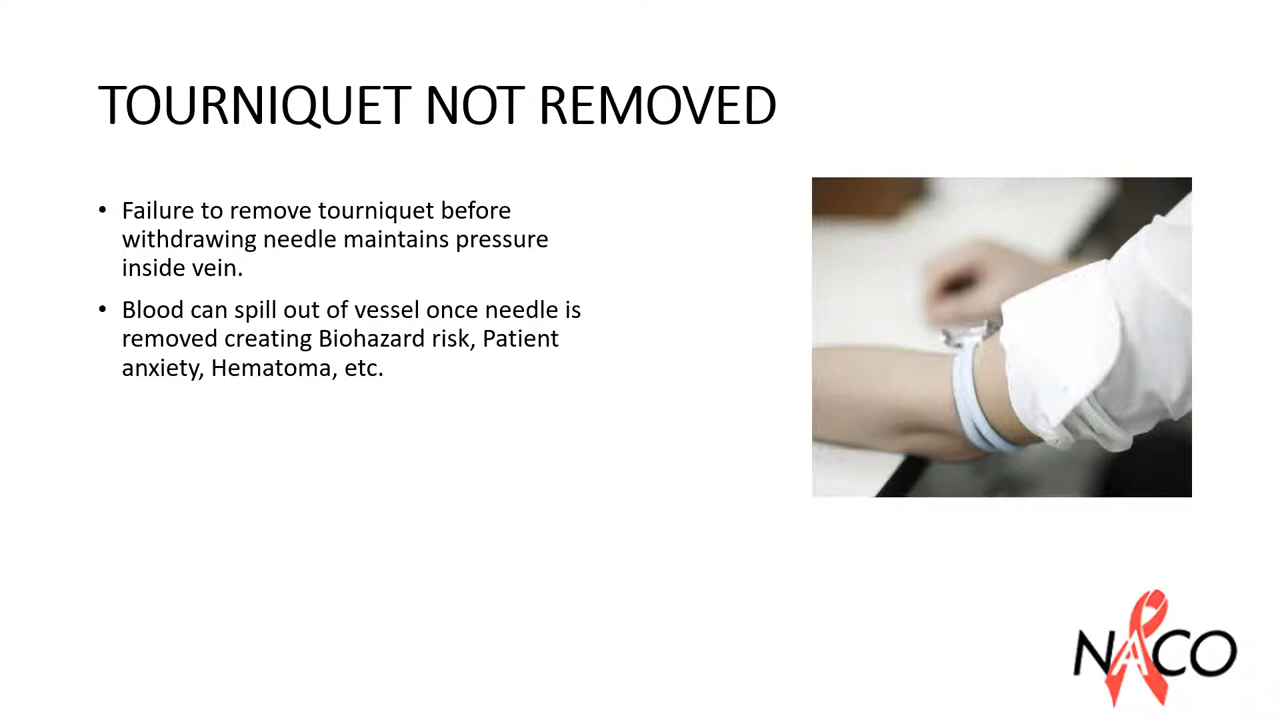 TOURNIQUET NOT REMOVED
• Failure to remove tourniquet before
withdrawing needle maintains pressure
inside vein.
• Blood can spill out of vessel once needle is
removed creating Biohazard risk, Patient
anxiety, Hematoma, etc.
NACO